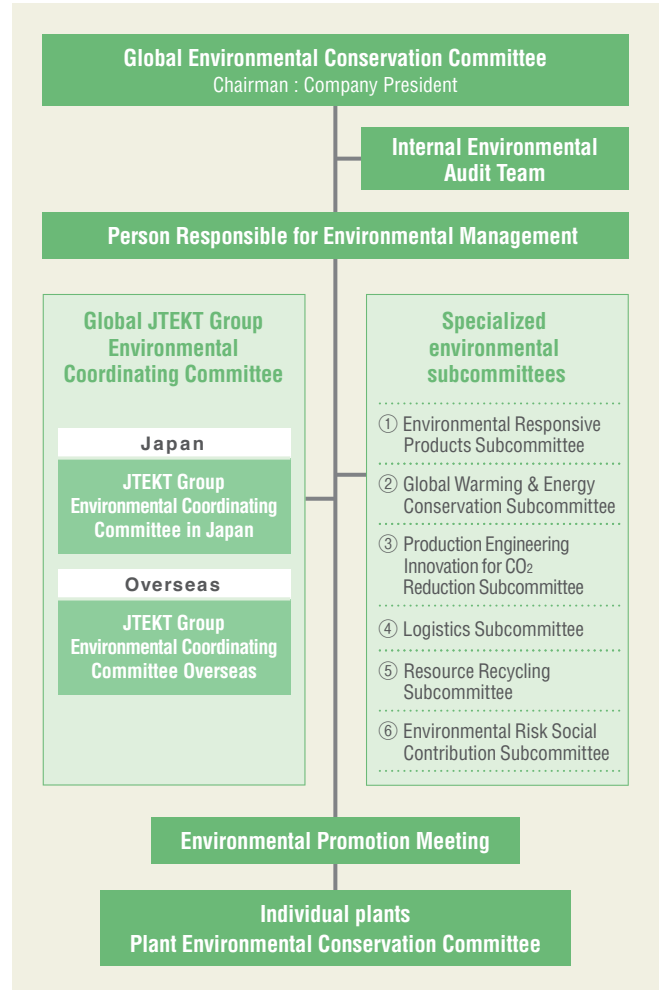 Global Environmental Conservation Committee
Chairman : Company President
Internal Environmental
Audit Team
Person Responsible for Environmental Management
Global JTEKT Group
Environmental
Coordinating Committee
Japan
JTEKT Group
Environmental Coordinating
Committee in Japan
Overseas
JTEKT Group
Environmental Coordinating
Committee Overseas
Specialized
environmental
subcommittees
① Environmental Responsive
Products Subcommittee
② Global Warming & Energy
Conservation Subcommittee
③ Production Engineering
Innovation for CO₂
Reduction Subcommittee
④ Logistics Subcommittee
⑤ Resource Recycling
Subcommittee
⑥ Environmental Risk Social
Contribution Subcommittee
Environmental Promotion Meeting
Individual plants
Plant Environmental Conservation Committee